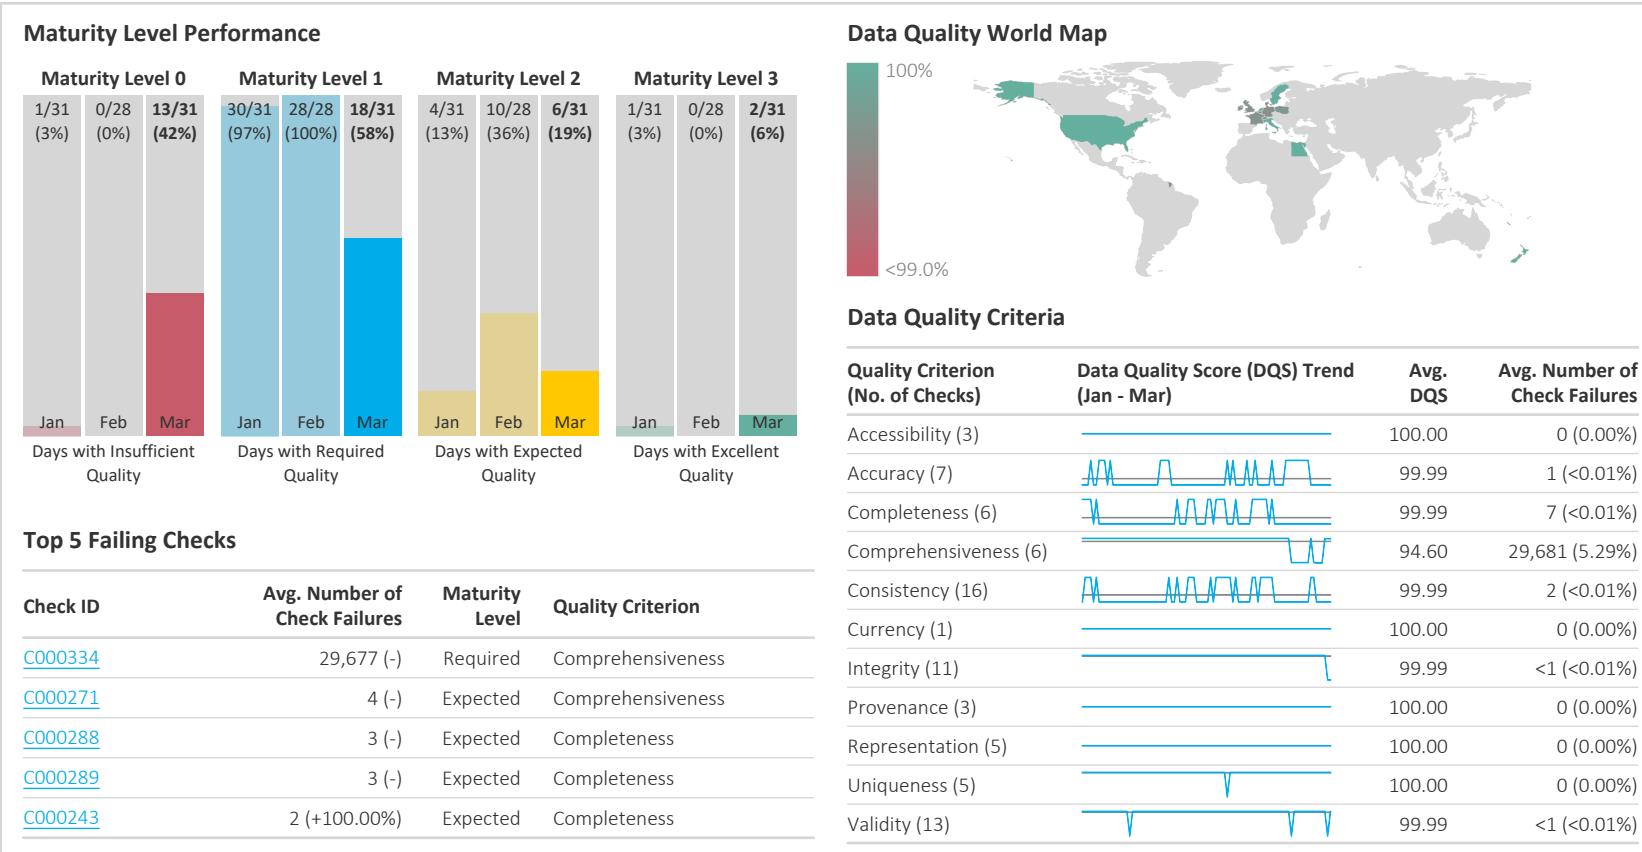 Maturity Level Performance
Maturity Level 0
Maturity Level 1
Maturity Level 2
Maturity Level 3
1/31 0/28 13/31
(3%) (0%) (42%)
30/31 28/28 18/31
(97%) (100%) (58%)
4/31 10/28 6/31
(13%) (36%) (19%)
1/31 0/28 2/31
(3%) (0%) (6%)
Jan Feb Mar
Jan Feb Mar
Jan Feb Mar
Jan Feb Mar
Days with Insufficient
Quality
Days with Required
Quality
Days with Expected
Quality
Days with Excellent
Quality
Top 5 Failing Checks
Check ID
Avg. Number of
Check Failures
Maturity
Level
Quality Criterion
C000334 29,677 (-) Required Comprehensiveness
C000271 4 (-) Expected Comprehensiveness
C000288 3 (-) Expected Completeness
C000289 3 (-) Expected Completeness
C000243 2 (+100.00%) Expected Completeness
Data Quality World Map
100%
<99.0%
Data Quality Criteria
Quality Criterion
(No. of Checks)
Data Quality Score (DQS) Trend
(Jan - Mar)
Avg.
DQS
Avg. Number of
Check Failures
Accessibility (3) 100.00 0 (0.00%)
Accuracy (7) 99.99 1 (<0.01%)
Completeness (6) 99.99 7 (<0.01%)
Comprehensiveness (6) 94.60 29,681 (5.29%)
Consistency (16) 99.99 2 (<0.01%)
Currency (1) 100.00 0 (0.00%)
Integrity (11) 99.99 <1 (<0.01%)
Provenance (3) 100.00 0 (0.00%)
Representation (5) 100.00 0 (0.00%)
Uniqueness (5) 100.00 0 (0.00%)
Validity (13) 99.99 <1 (<0.01%)